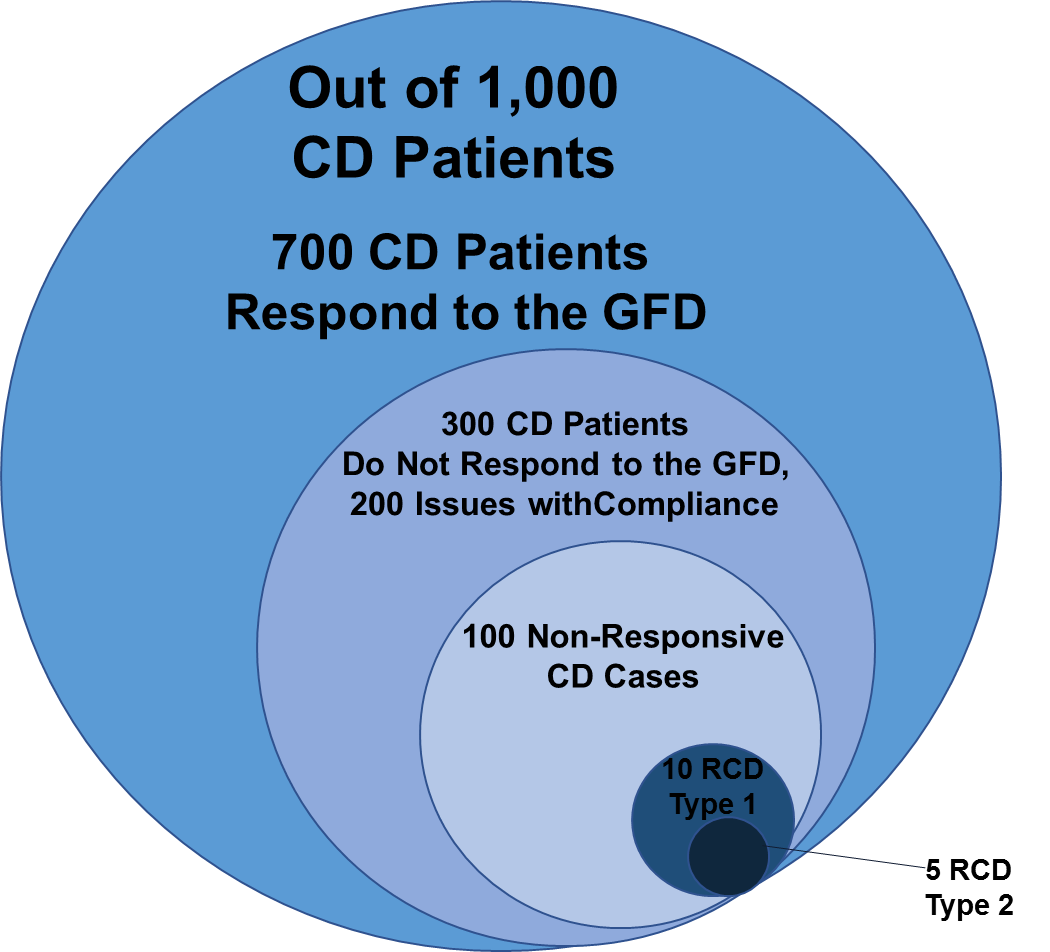 Out of 1,000
CD Patients
700 CD Patients
Respond to the GFD
300 CD Patients
Do Not Respond to the GFD,
200 Issues withCompliance
100 Non-Responsive
CD Cases
10 RCD
Type 1
5 RCD
Type 2